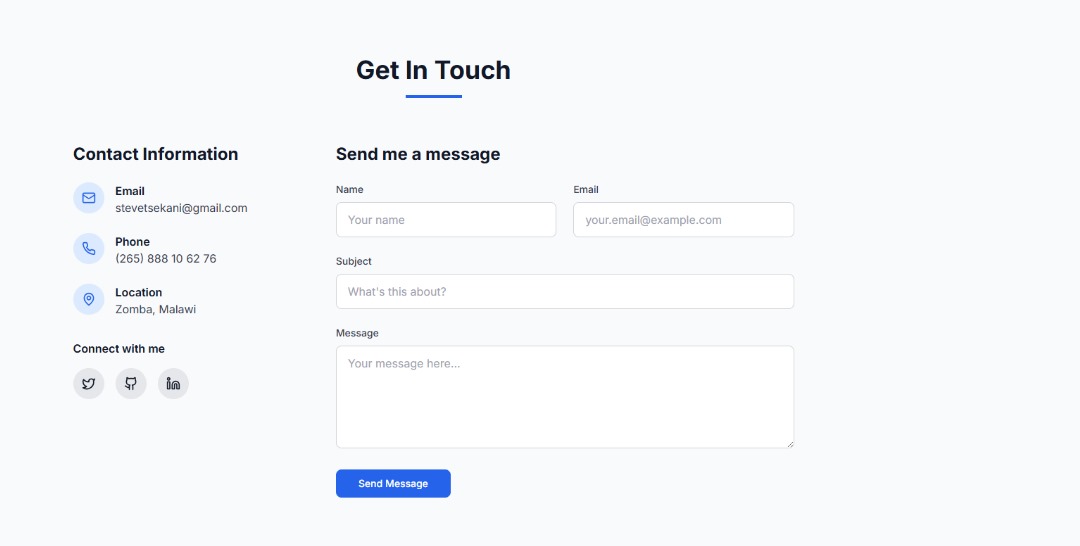 Get In Touch
Contact Information
Email
stevetsekani@gmail.com
Phone
(265) 888 10 62 76
Location
Zomba, Malawi
Connect with me
Send me a message
Name
Email
Your name
your.email@example.com
Subject
What's this about?
Message
Your message here...
Send Message